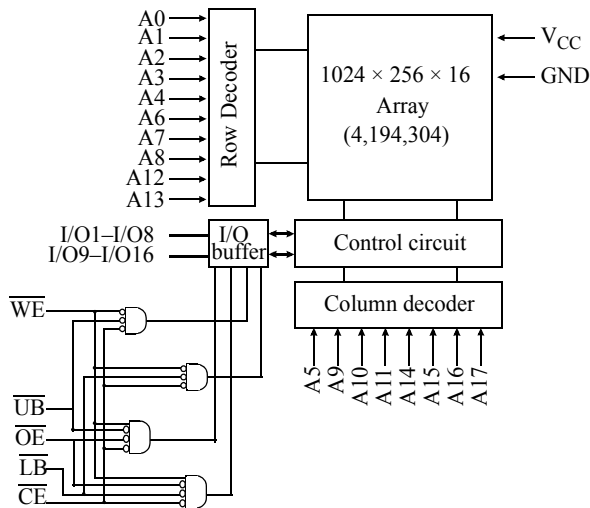 A0
A1
A2
A3
A4
A6
A7
A8
A12
A13
Row Decoder
1024 × 256 × 16
Array
(4,194,304)
VCC
GND
I/O1–I/O8
I/O9–I/O16
I/O
buffer
Control circuit
Column decoder
A5
A9
A10
A11
A14
A15
A16
A17
WE
UB
OE
LB
CE